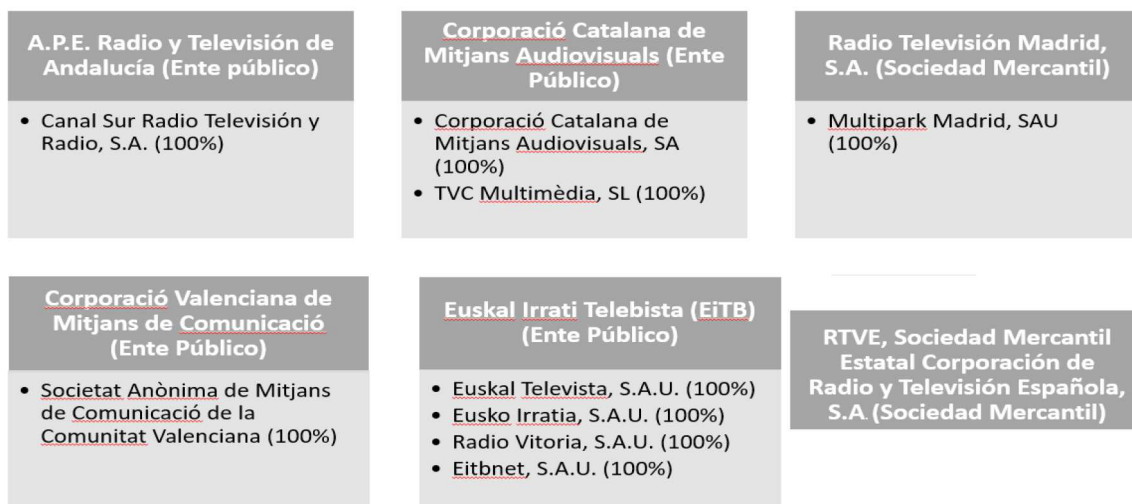 A.P.E. Radio y Televisión de
Andalucía (Ente público)
• Canal Sur Radio Televisión y
Radio, S.A. (100%)
Corporació Catalana de
Mitjans Audiovisuals (Ente
Público)
• Corporació Catalana de
Mitjans Audiovisuals, SA
(100%)
• TVC Multimèdia, SL (100%)
Radio Televisión Madrid,
S.A. (Sociedad Mercantil)
• Multipark Madrid, SAU
(100%)
Corporació Valenciana de
Mitjans de Comunicació
(Ente Público)
• Societat Anònima de Mitjans
de Comunicació de la
Comunitat Valenciana (100%)
Euskal Irrati Telebista (EiTB)
(Ente Público)
• Euskal Televista, S.A.U. (100%)
• Eusko Irratia, S.A.U. (100%)
• Radio Vitoria, S.A.U. (100%)
• Eitbnet, S.A.U. (100%)
RTVE, Sociedad Mercantil
Estatal Corporación de
Radio y Televisión Española,
S.A (Sociedad Mercantil)